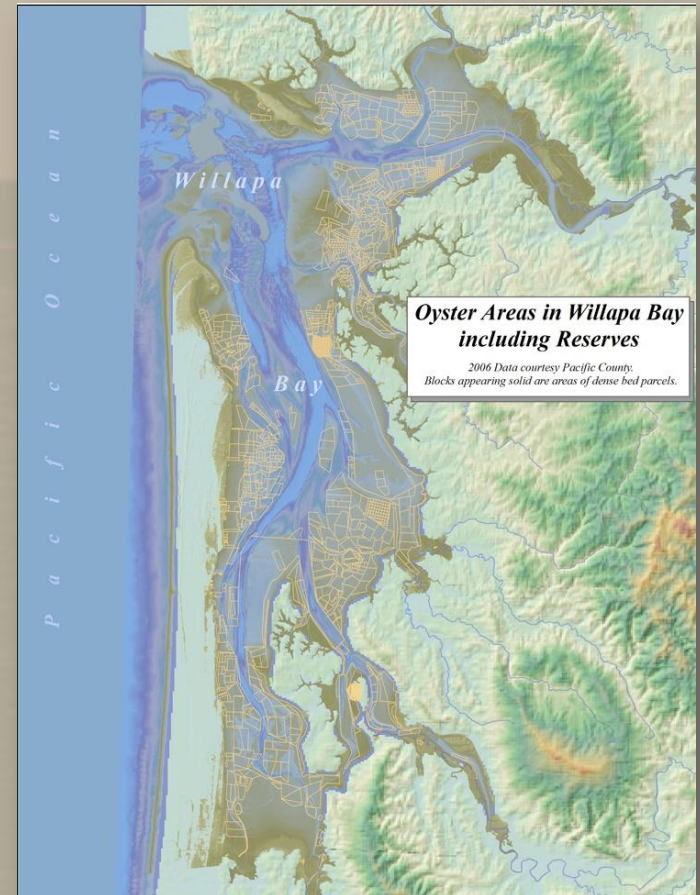 Pacific Ocean
Willapa
Bay
Oyster Areas in Willapa Bay
including Reserves
2006 Data courtesy Pacific County.
Blocks appearing solid are areas of dense bed parcels.